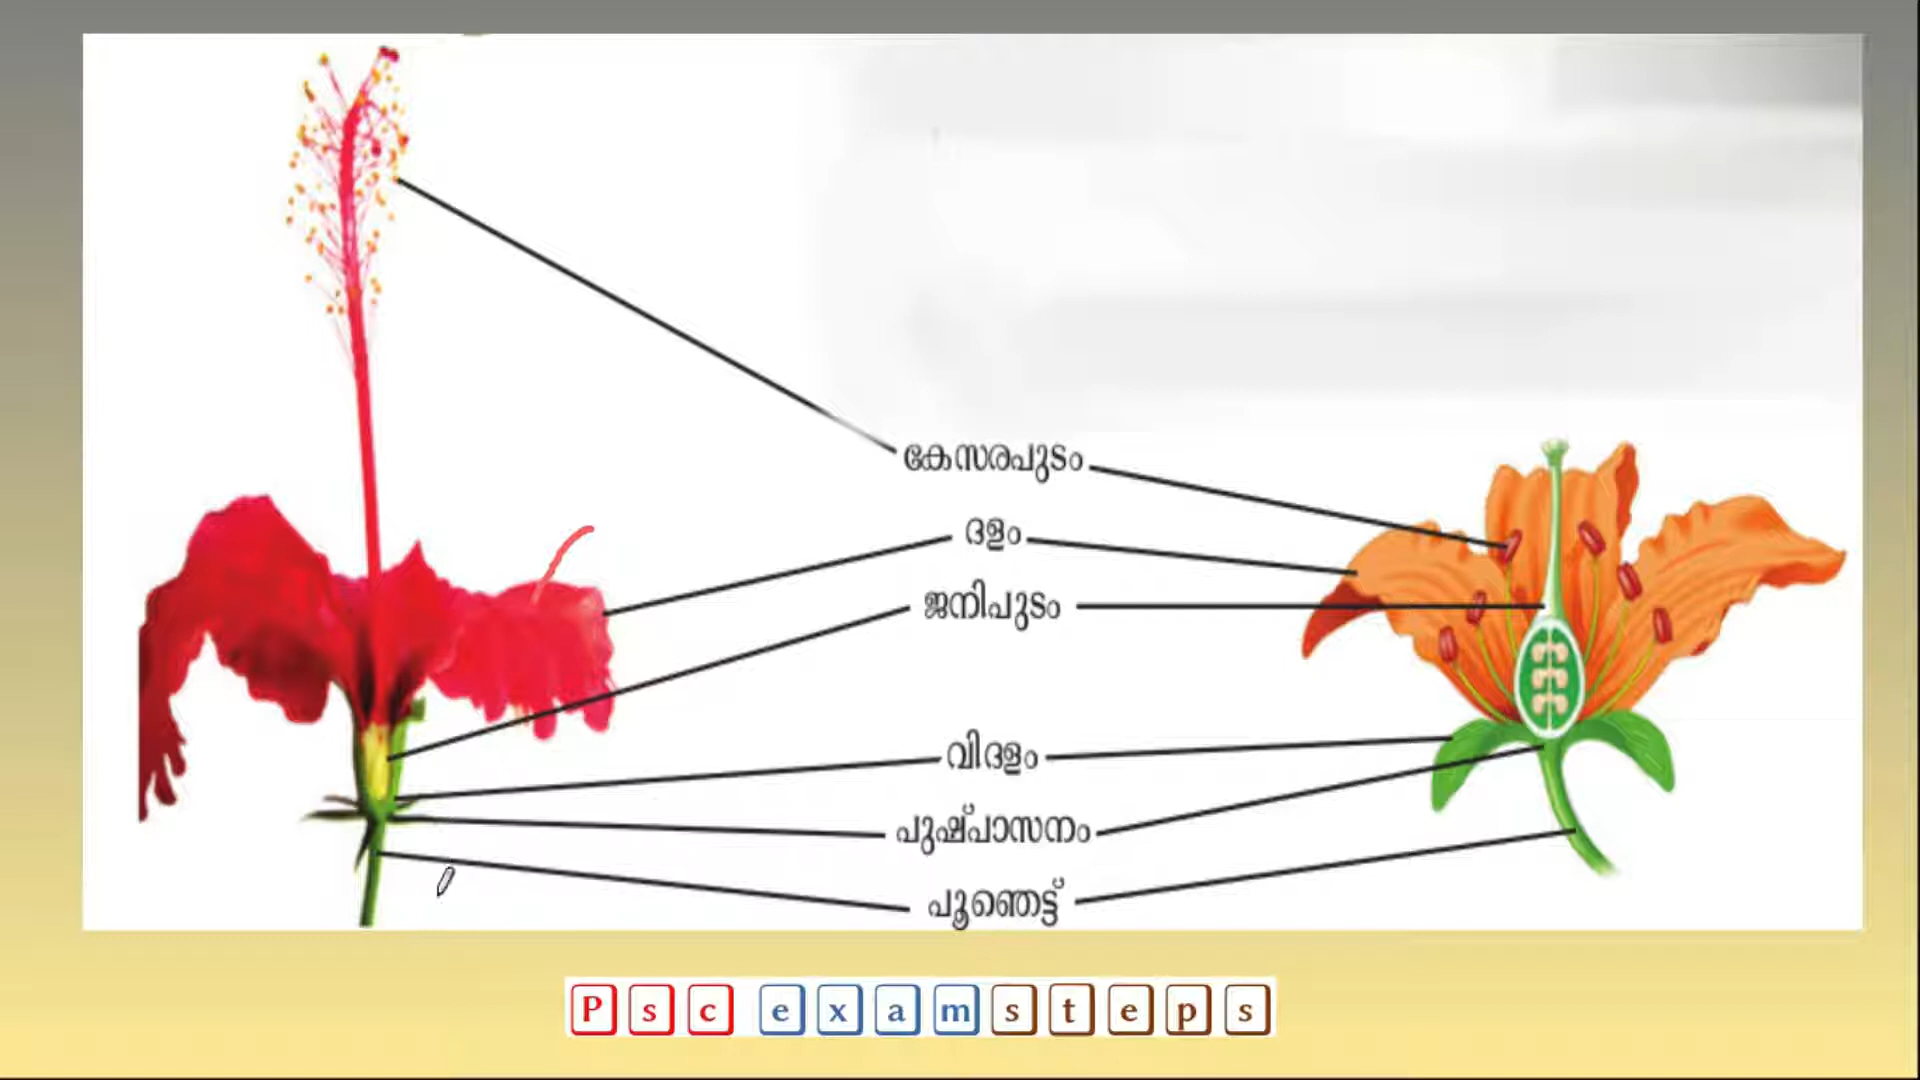 കേസരപുടം
ദളം
ജനിപുടം
വിദളം
പുഷ്പാസനം
പൂഞെട്ട്
Psc examsteps